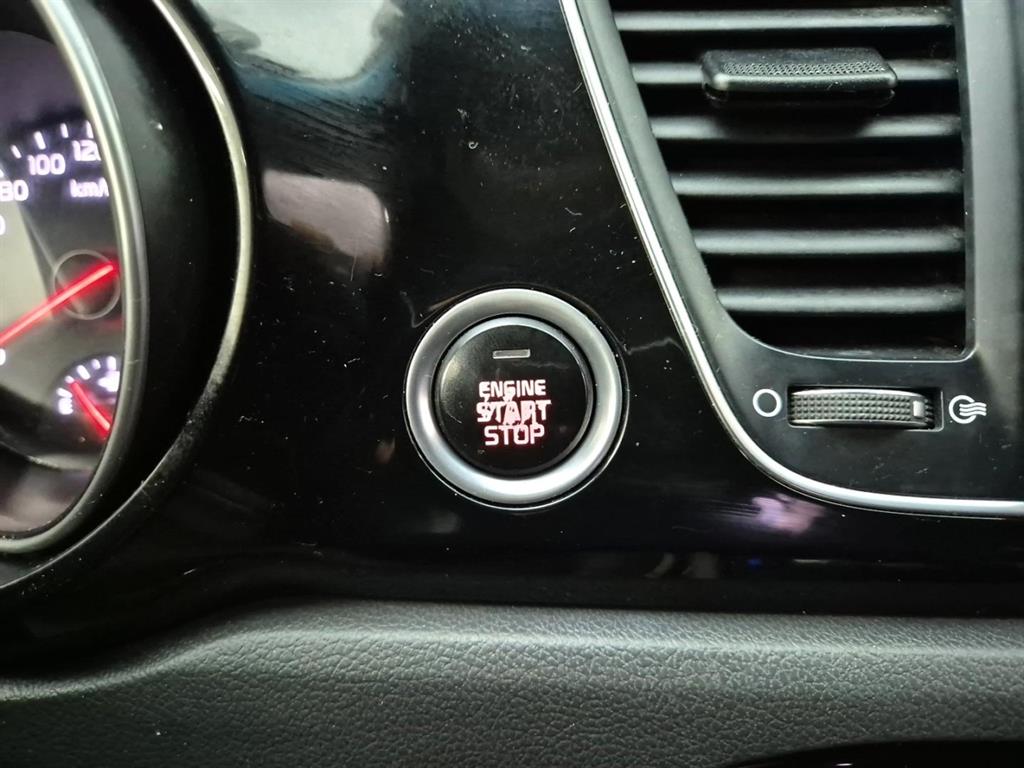 100
120
80
km/
ENGINE
START
STOP